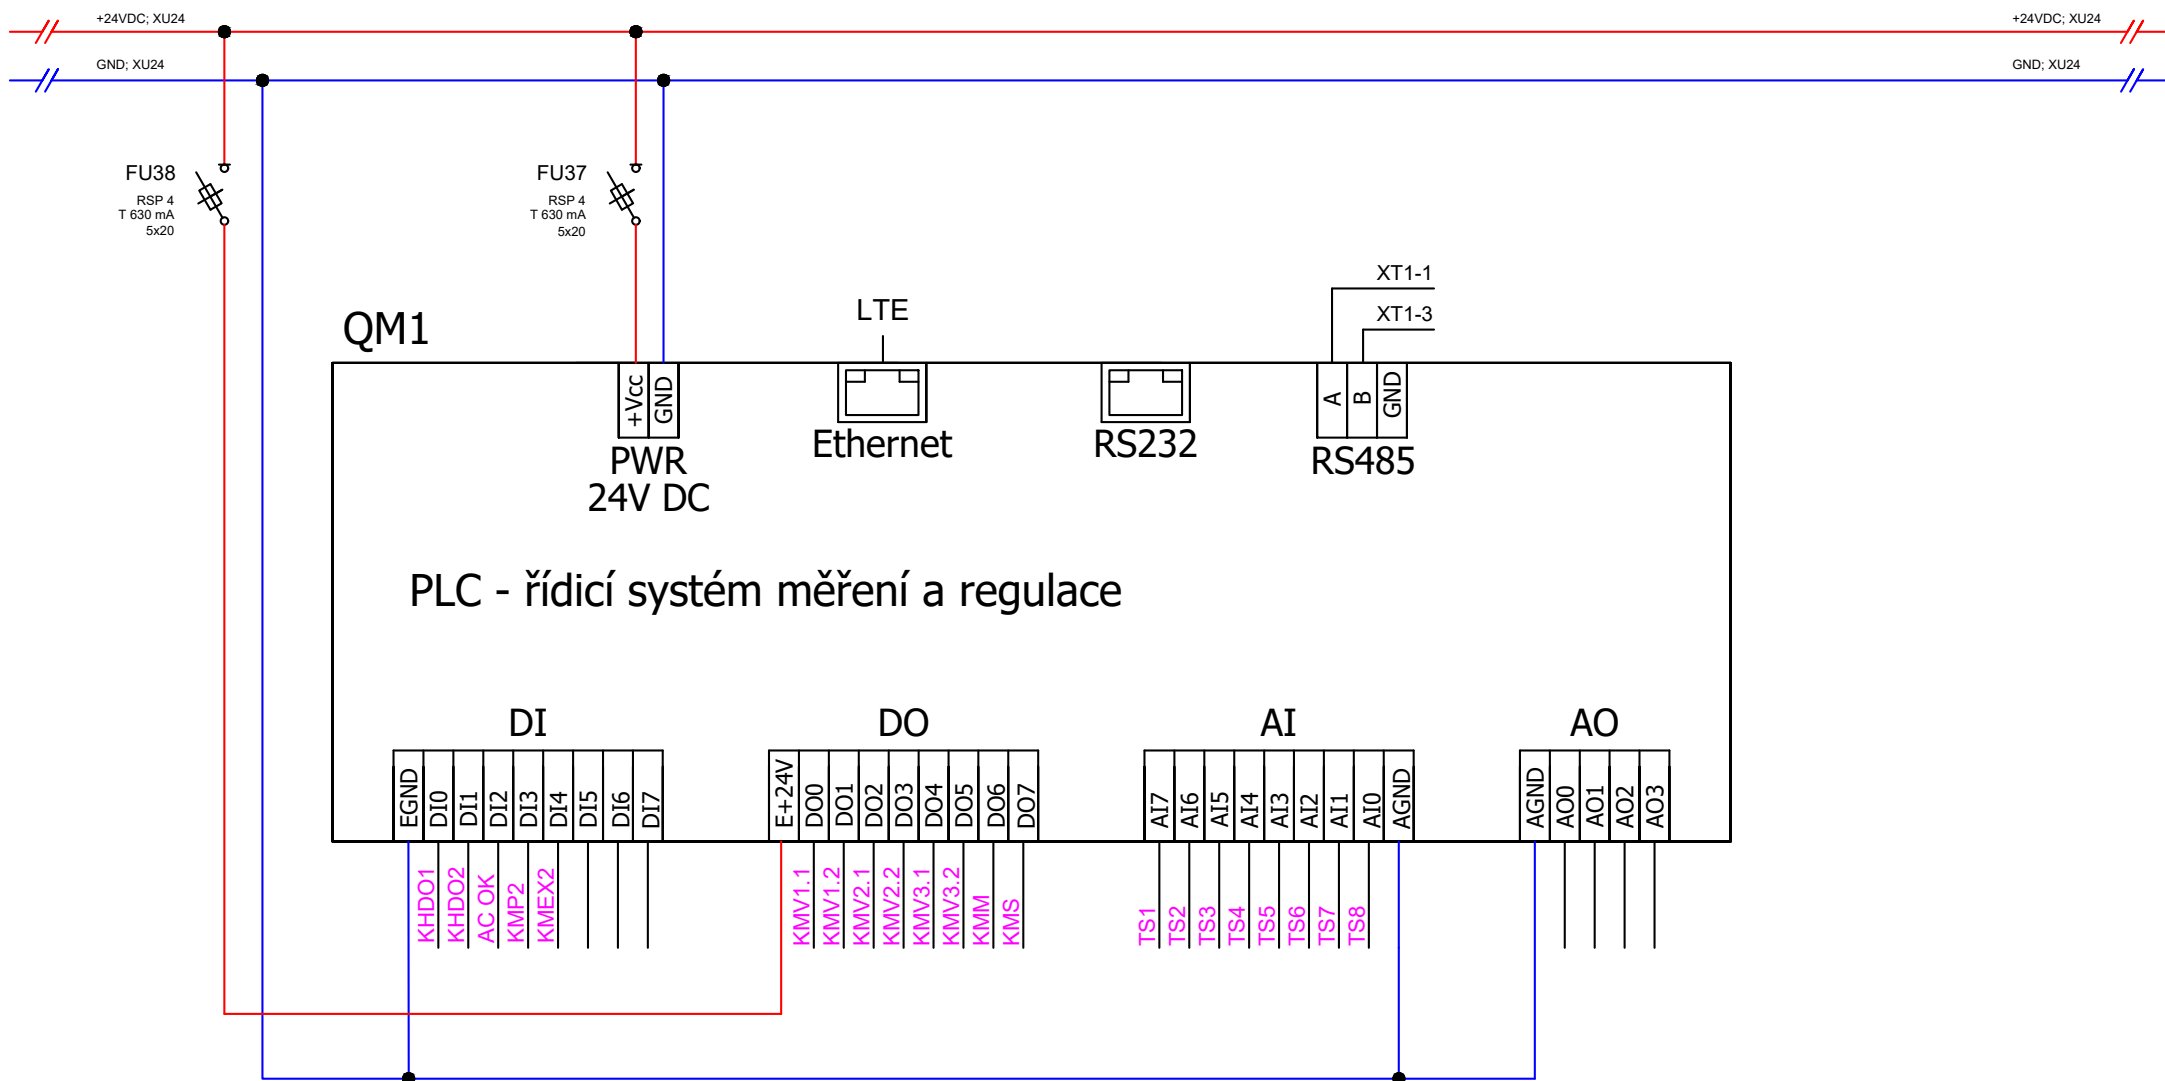 +24VDC; XU24
+24VDC; XU24
GND; XU24
GND; XU24
FU38
RSP 4
T 630 mA
5x20
FU37
RSP 4
T 630 mA
5x20
XT1-1
XT1-3
LTE
QM1
+Vcc
GND
A
B
GND
PWR
24V DC
Ethernet
RS232
RS485
PLC - řídicí systém měření a regulace
DI
DO
AI
AO
EGND
DI0
DI1
DI2
DI3
DI4
DI5
DI6
DI7
E+24V
DO0
DO1
DO2
DO3
DO4
DO5
DO6
DO7
AI7
AI6
AI5
AI4
AI3
AI2
AI1
AI0
AGND
AGND
AO0
AO1
AO2
AO3
KHDO1
KHDO2
AC OK
KMP2
KMEX2
KMV1.1
KMV1.2
KMV2.1
KMV2.2
KMV3.1
KMV3.2
KMM
KMS
TS1
TS2
TS3
TS4
TS5
TS6
TS7
TS8